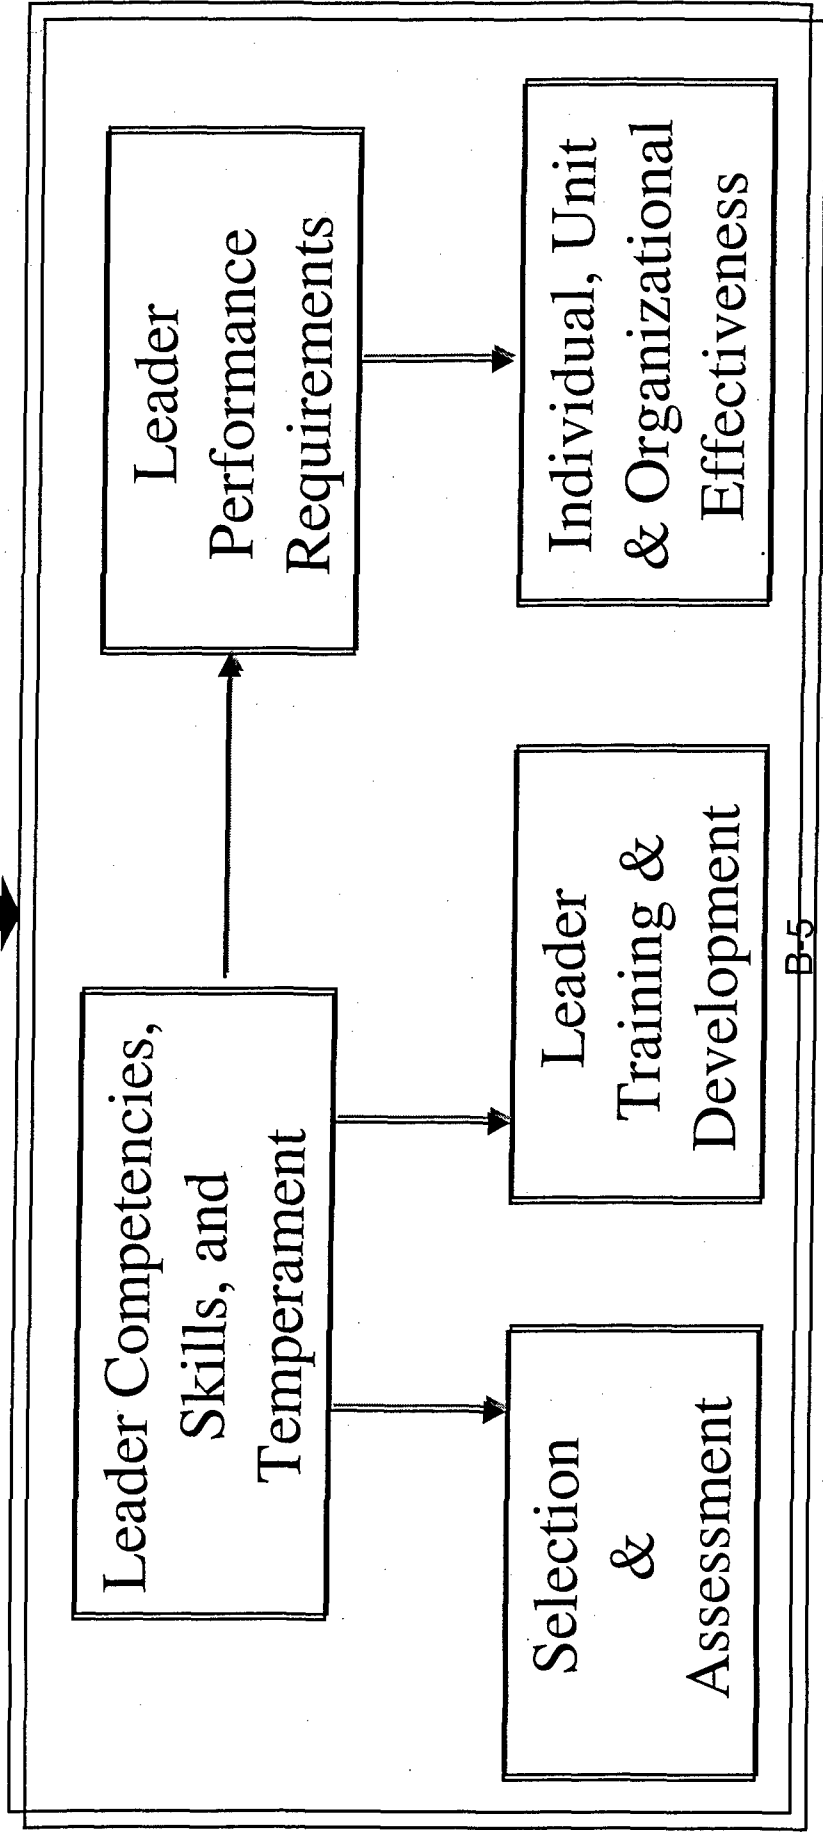 Leader Competencies,
Skills, and
Temperament
Leader
Performance
Requirements
Selection
&
Assessment
Leader
Training &
Development
Individual, Unit
& Organizational
Effectiveness
B-5